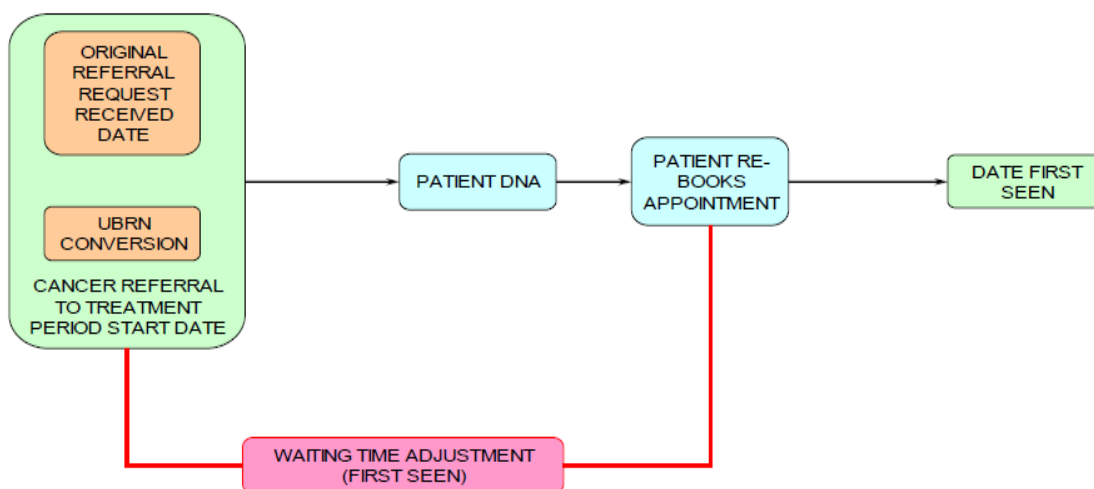 ORIGINAL
REFERRAL
REQUEST
RECEIVED
DATE
UBRN
CONVERSION
CANCER REFERRAL
TO TREATMENT
PERIOD START DATE
PATIENT DNA
PATIENT RE-
BOOKS
APPOINTMENT
DATE FIRST
SEEN
WAITING TIME ADJUSTMENT
(FIRST SEEN)